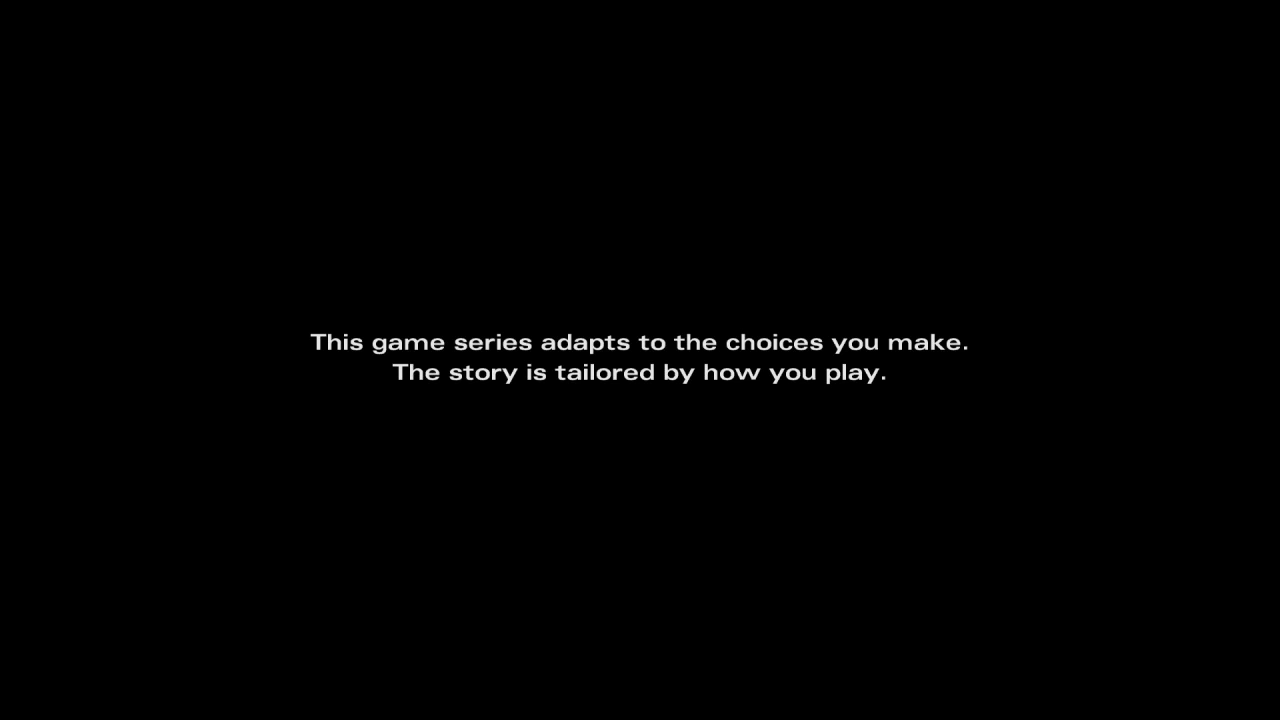 This game series adapts to the choices you make.
The story is tailored by how you play.